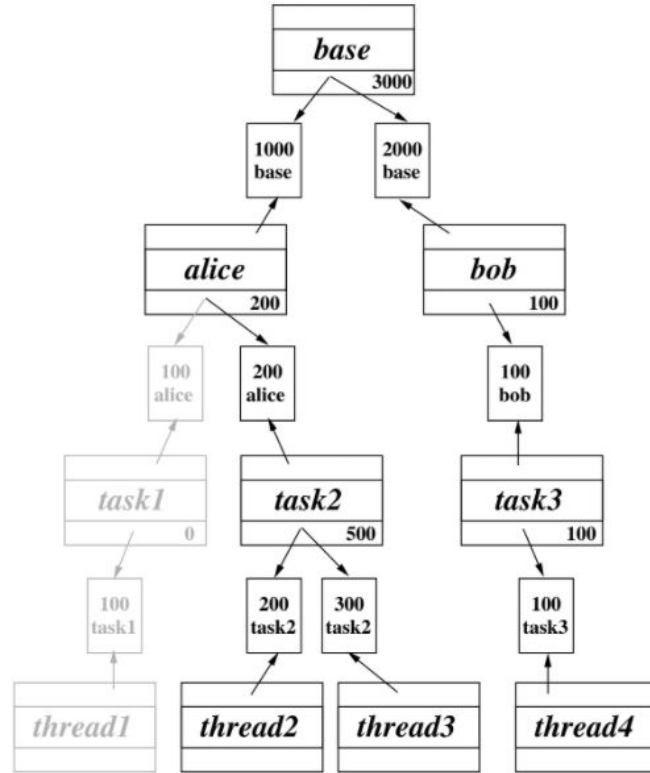 base
3000
1000
base
2000
base
alice
200
bob
100
100
alice
200
alice
100
bob
task1
0
task2
500
task3
100
100
task1
200
task2
300
task2
100
task3
thread1
thread2
thread3
thread4